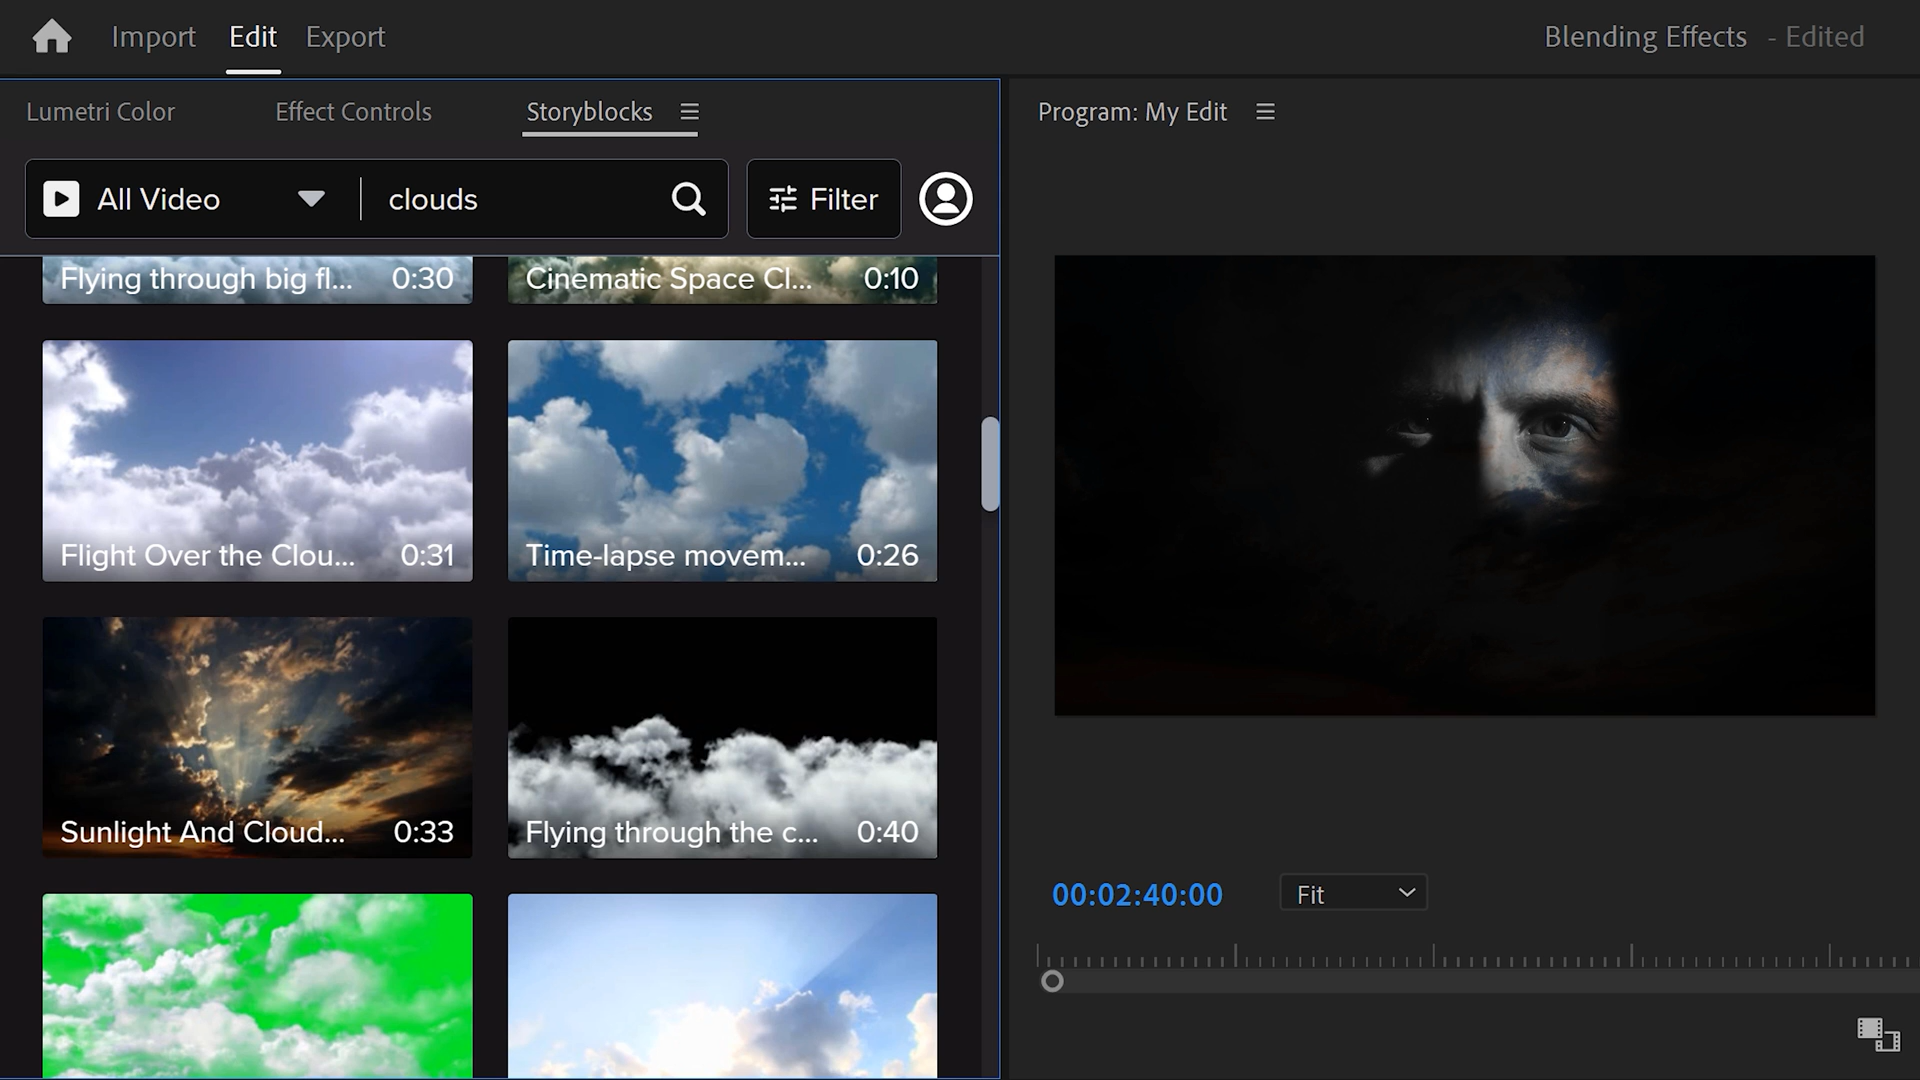 Import Edit Export
Blending Effects - Edited
Lumetri Color Effect Controls Storyblocks
Program: My Edit
All Video clouds Filter
Flying through big fl... 0:30
Cinematic Space Cl... 0:10
Flight Over the Clou... 0:31
Time-lapse movem... 0:26
Sunlight And Cloud... 0:33
Flying through the c... 0:40
00:02:40:00 Fit